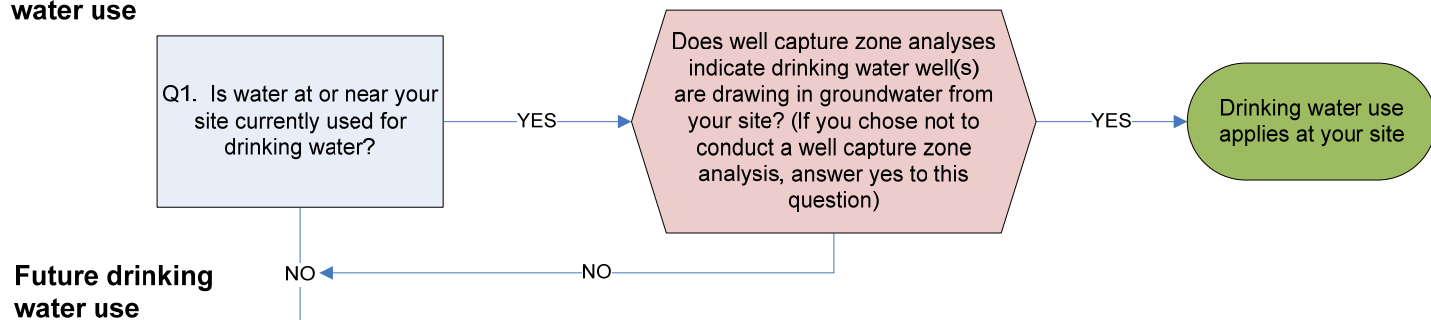 water use
Q1. Is water at or near your
site currently used for
drinking water?
YES
Does well capture zone analyses
indicate drinking water well(s)
are drawing in groundwater from
your site? (If you chose not to
conduct a well capture zone
analysis, answer yes to this
question)
YES
Drinking water use
applies at your site
NO
NO
Future drinking
water use